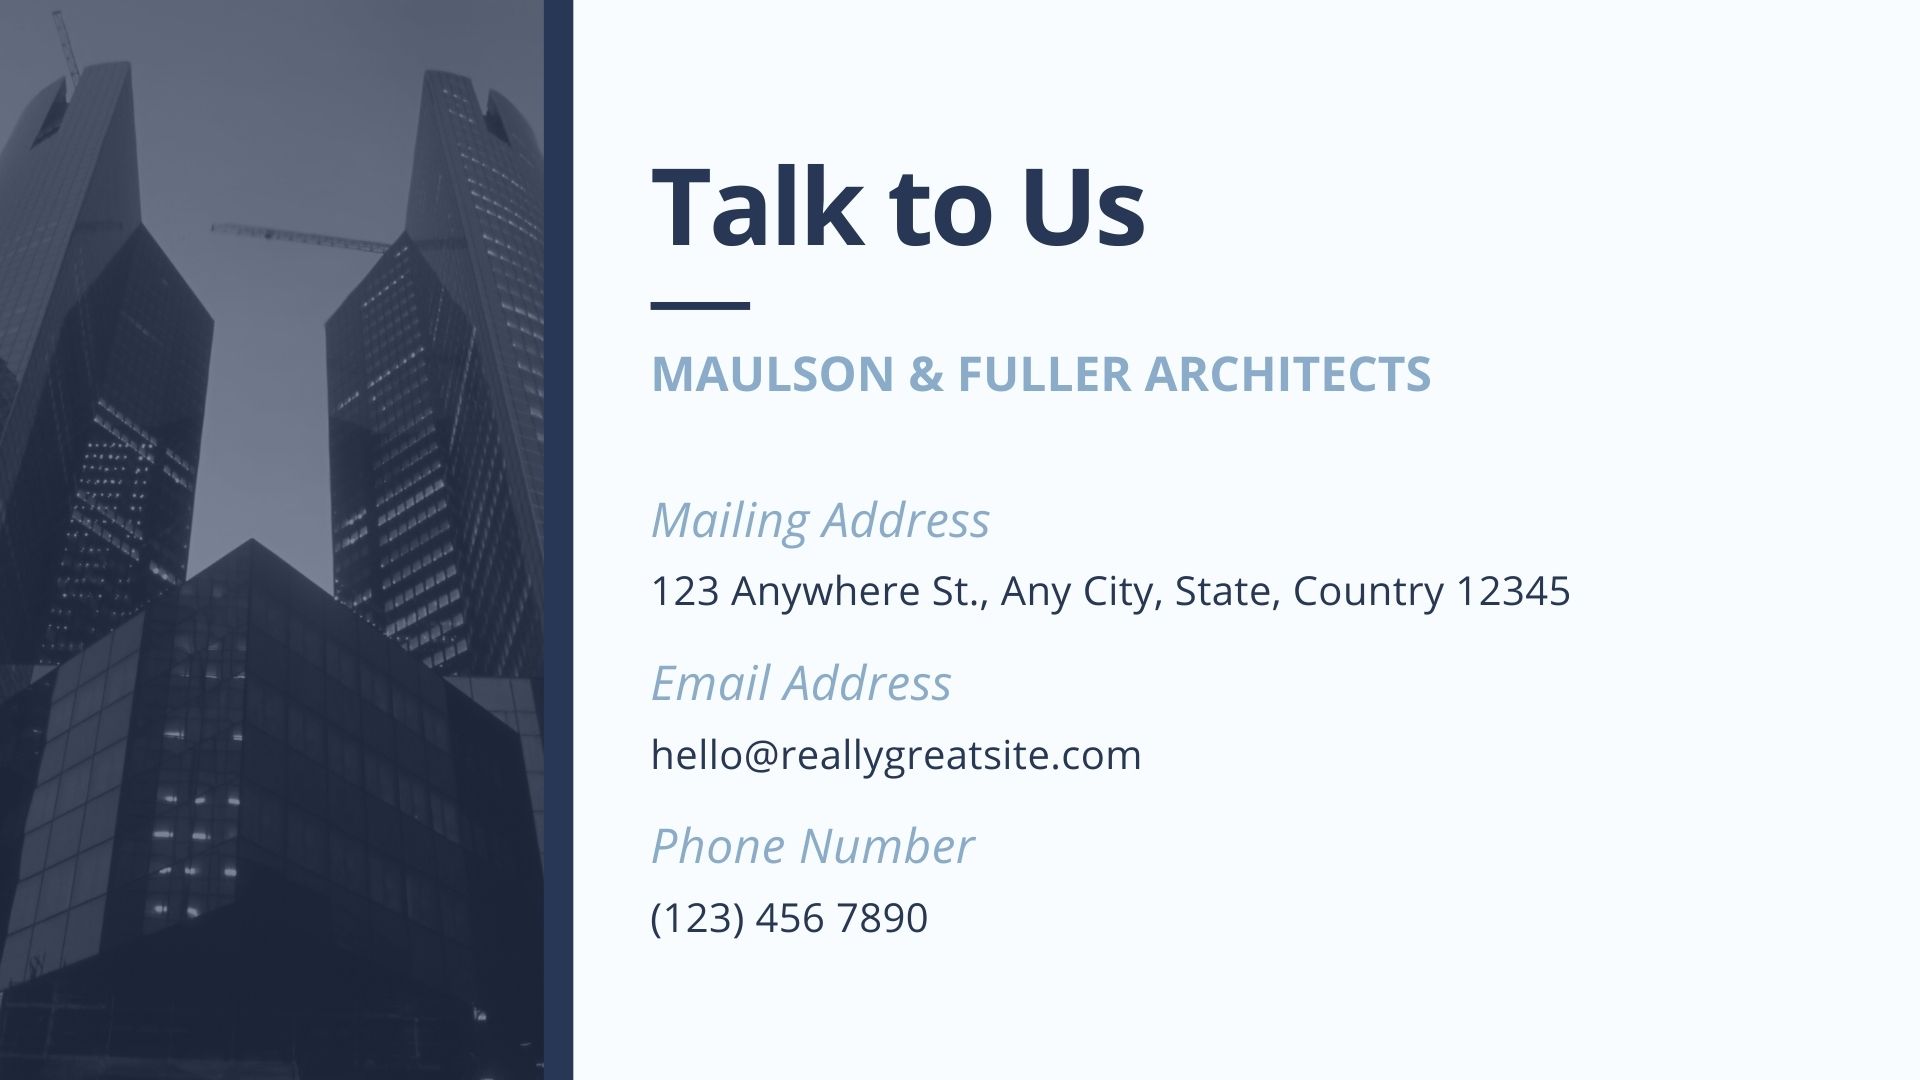 Talk to Us
MAULSON & FULLER ARCHITECTS
Mailing Address
123 Anywhere St., Any City, State, Country 12345
Email Address
hello@reallygreatsite.com
Phone Number
(123) 456 7890